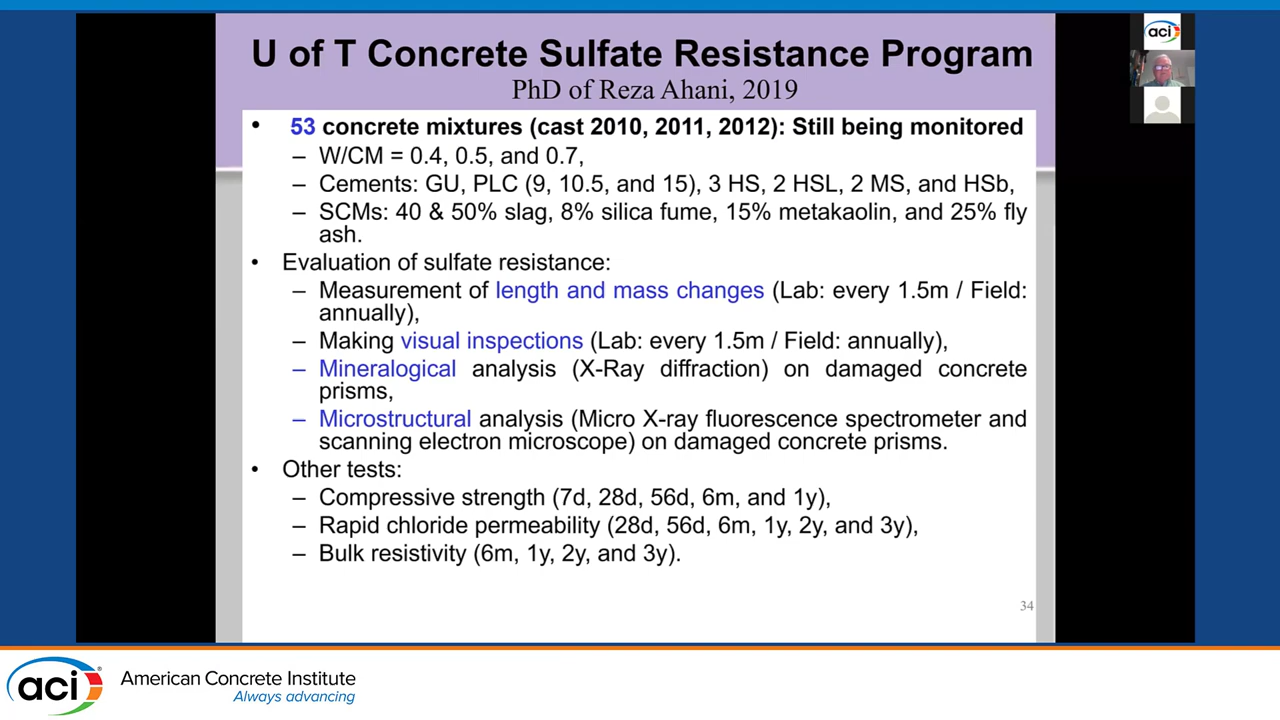 U of T Concrete Sulfate Resistance Program
PhD of Reza Ahani, 2019
• 53 concrete mixtures (cast 2010, 2011, 2012): Still being monitored
– W/CM = 0.4, 0.5, and 0.7,
– Cements: GU, PLC (9, 10.5, and 15), 3 HS, 2 HSL, 2 MS, and HSb,
– SCMs: 40 & 50% slag, 8% silica fume, 15% metakaolin, and 25% fly
ash.
• Evaluation of sulfate resistance:
– Measurement of length and mass changes (Lab: every 1.5m / Field:
annually),
– Making visual inspections (Lab: every 1.5m / Field: annually),
– Mineralogical analysis (X-Ray diffraction) on damaged concrete
prisms,
– Microstructural analysis (Micro X-ray fluorescence spectrometer and
scanning electron microscope) on damaged concrete prisms.
• Other tests:
– Compressive strength (7d, 28d, 56d, 6m, and 1y),
– Rapid chloride permeability (28d, 56d, 6m, 1y, 2y, and 3y),
– Bulk resistivity (6m, 1y, 2y, and 3y).
34
aci
aci®
American Concrete Institute
Always advancing